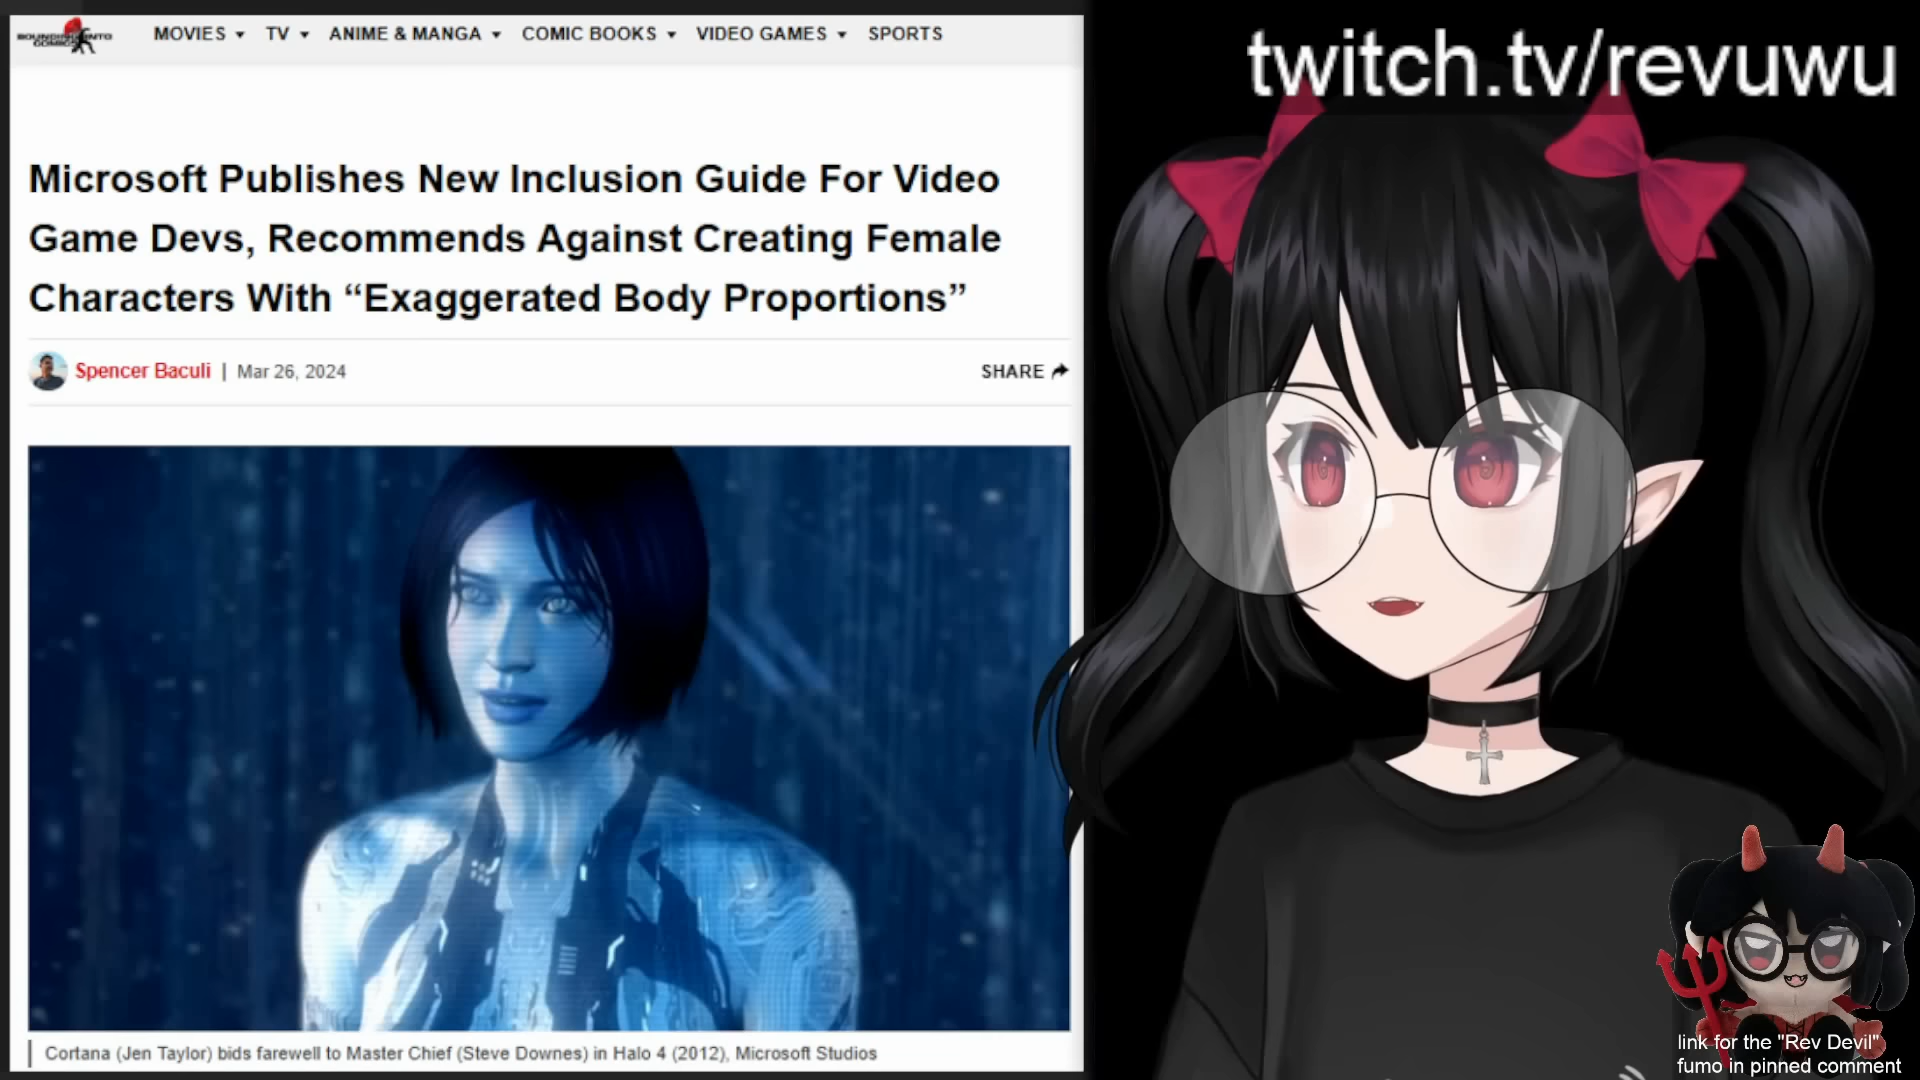 BOUNDING INTO
COMICS
MOVIES TV ANIME & MANGA COMIC BOOKS VIDEO GAMES SPORTS
twitch.tv/revuwu
Microsoft Publishes New Inclusion Guide For Video
Game Devs, Recommends Against Creating Female
Characters With “Exaggerated Body Proportions”
Spencer Baculi | Mar 26, 2024
SHARE
Cortana (Jen Taylor) bids farewell to Master Chief (Steve Downes) in Halo 4 (2012), Microsoft Studios
link for the "Rev Devil"
fumo in pinned comment